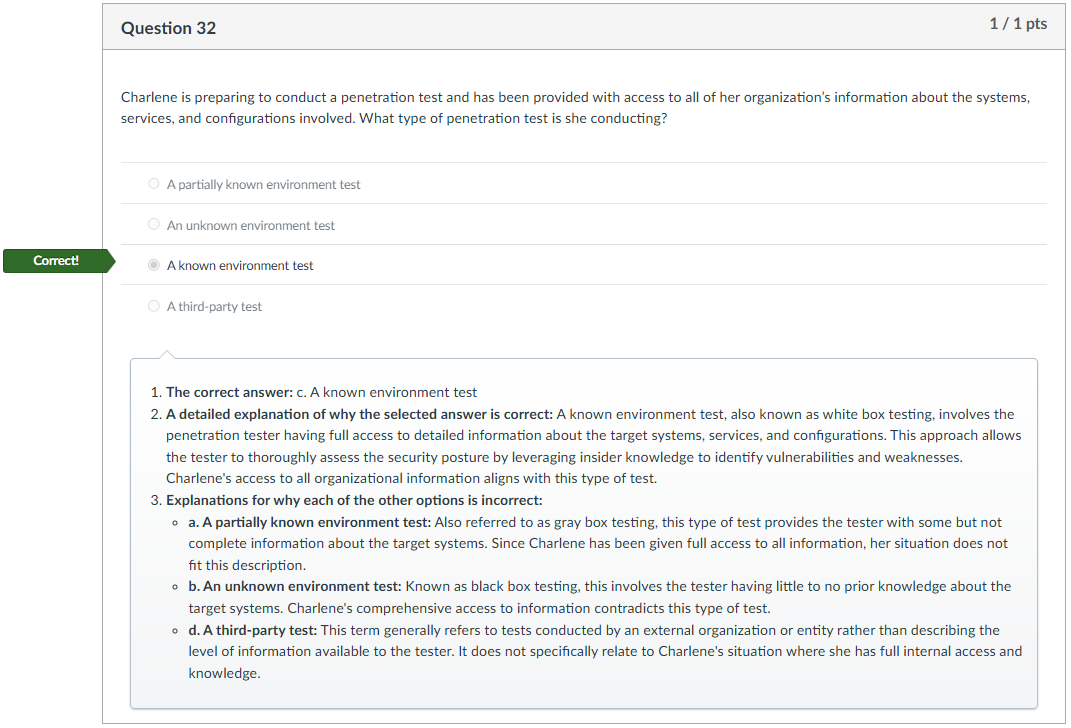 Question 32
1 / 1 pts
Charlene is preparing to conduct a penetration test and has been provided with access to all of her organization's information about the systems,
services, and configurations involved. What type of penetration test is she conducting?
A partially known environment test
An unknown environment test
Correct!
A known environment test
A third-party test
1. The correct answer: c. A known environment test
2. A detailed explanation of why the selected answer is correct: A known environment test, also known as white box testing, involves the
penetration tester having full access to detailed information about the target systems, services, and configurations. This approach allows
the tester to thoroughly assess the security posture by leveraging insider knowledge to identify vulnerabilities and weaknesses.
Charlene's access to all organizational information aligns with this type of test.
3. Explanations for why each of the other options is incorrect:
◦ a. A partially known environment test: Also referred to as gray box testing, this type of test provides the tester with some but not
complete information about the target systems. Since Charlene has been given full access to all information, her situation does not
fit this description.
◦ b. An unknown environment test: Known as black box testing, this involves the tester having little to no prior knowledge about the
target systems. Charlene's comprehensive access to information contradicts this type of test.
◦ d. A third-party test: This term generally refers to tests conducted by an external organization or entity rather than describing the
level of information available to the tester. It does not specifically relate to Charlene's situation where she has full internal access and
knowledge.